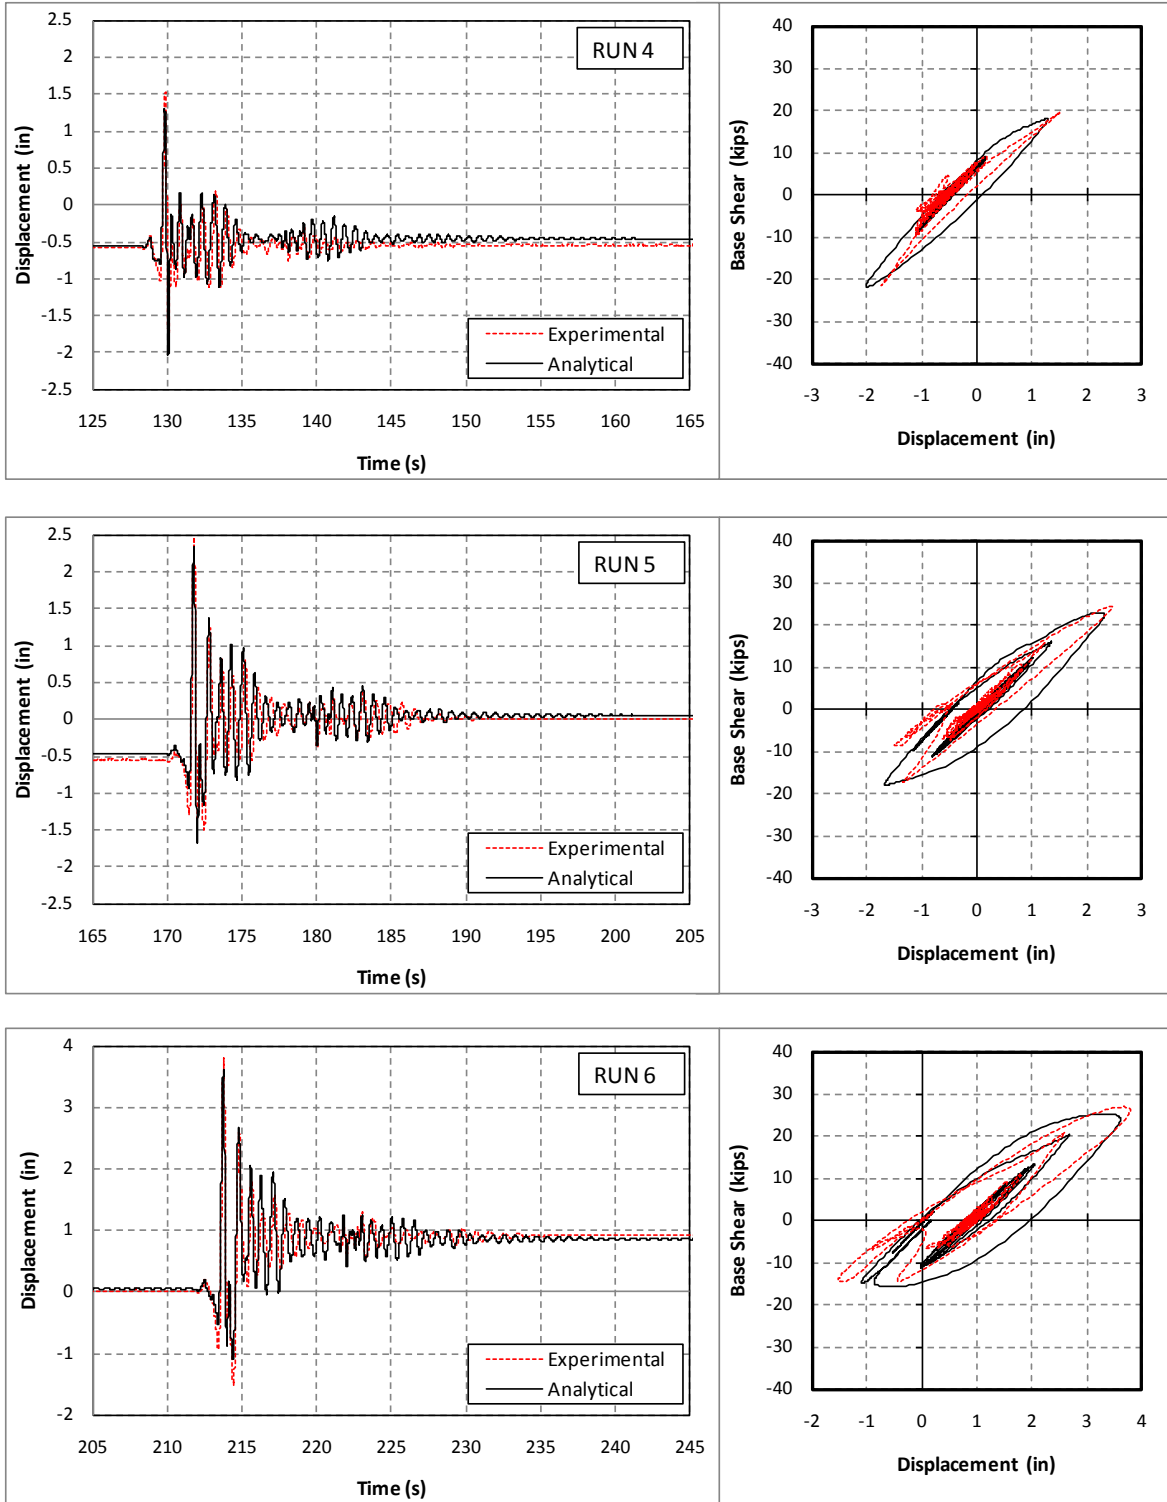 RUN 4
Displacement (in)
2.5
2
1.5
1
0.5
0
-0.5
-1
-1.5
-2
-2.5
Experimental
Analytical
125 130 135 140 145 150 155 160 165
Time (s)
Base Shear (kips)
40
30
20
10
0
-10
-20
-30
-40
-3 -2 -1 0 1 2 3
Displacement (in)
RUN 5
Displacement (in)
2.5
2
1.5
1
0.5
0
-0.5
-1
-1.5
-2
-2.5
Experimental
Analytical
165 170 175 180 185 190 195 200 205
Time (s)
Base Shear (kips)
40
30
20
10
0
-10
-20
-30
-40
-3 -2 -1 0 1 2 3
Displacement (in)
RUN 6
Displacement (in)
4
3
2
1
0
-1
-2
Experimental
Analytical
205 210 215 220 225 230 235 240 245
Time (s)
Base Shear (kips)
40
30
20
10
0
-10
-20
-30
-40
-2 -1 0 1 2 3 4
Displacement (in)